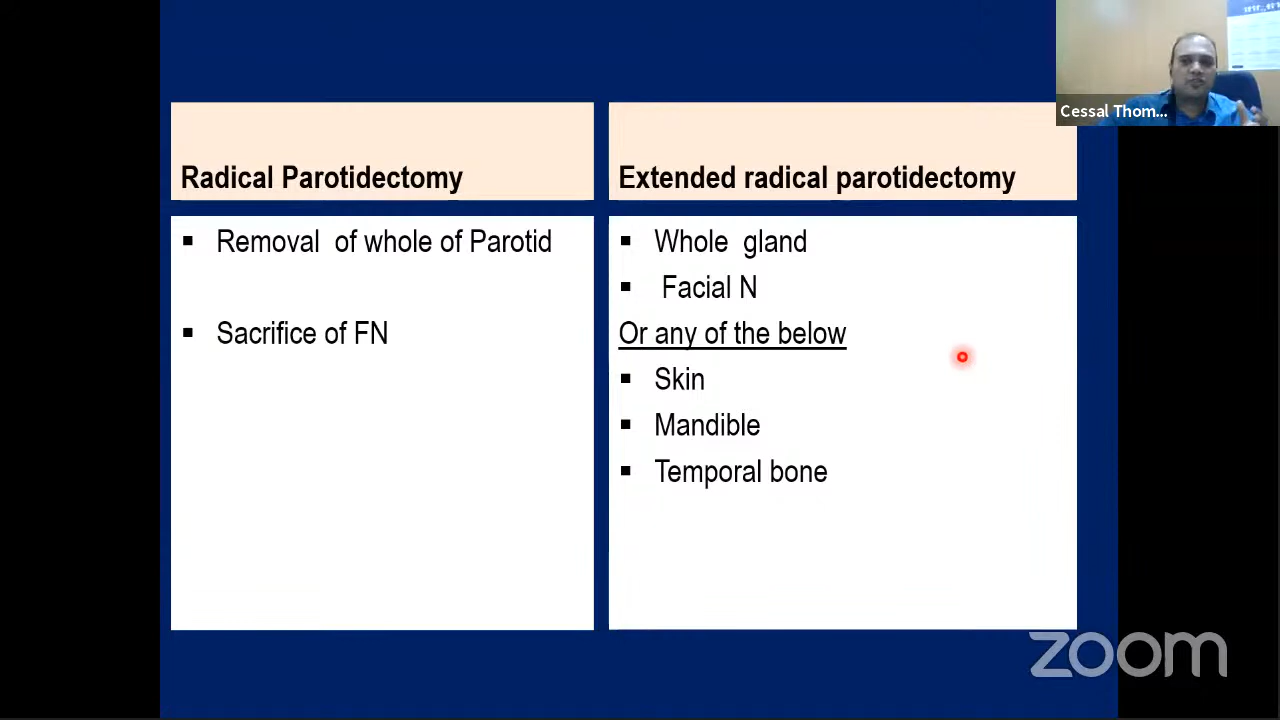 Cessal Thom...
Radical Parotidectomy
Removal of whole of Parotid
Sacrifice of FN
Extended radical parotidectomy
Whole gland
Facial N
Or any of the below
Skin
Mandible
Temporal bone
zoom